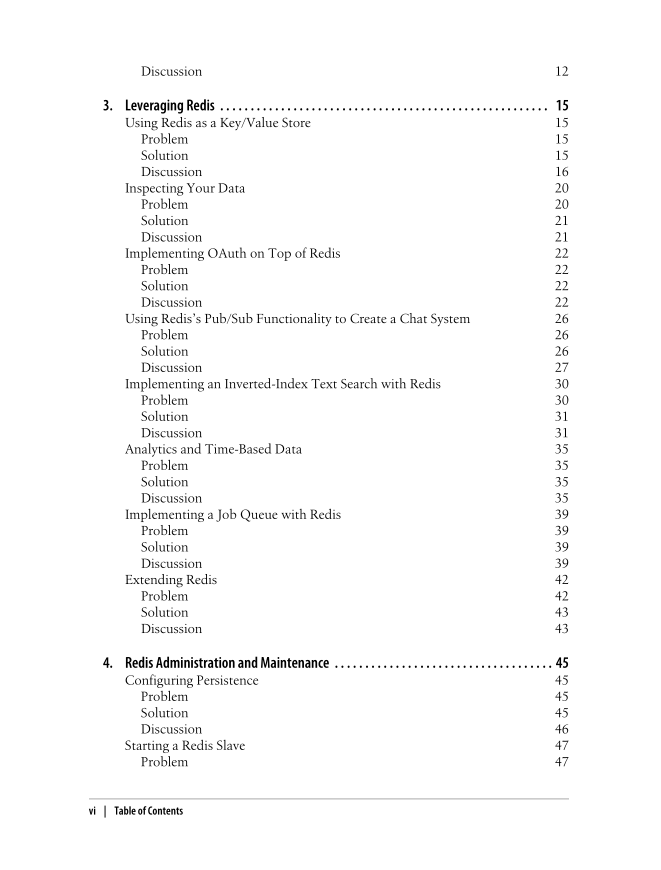 Discussion 12
3. Leveraging Redis ..................................................... 15
Using Redis as a Key/Value Store 15
Problem 15
Solution 15
Discussion 16
Inspecting Your Data 20
Problem 20
Solution 21
Discussion 21
Implementing OAuth on Top of Redis 22
Problem 22
Solution 22
Discussion 22
Using Redis’s Pub/Sub Functionality to Create a Chat System 26
Problem 26
Solution 26
Discussion 27
Implementing an Inverted-Index Text Search with Redis 30
Problem 30
Solution 31
Discussion 31
Analytics and Time-Based Data 35
Problem 35
Solution 35
Discussion 35
Implementing a Job Queue with Redis 39
Problem 39
Solution 39
Discussion 39
Extending Redis 42
Problem 42
Solution 43
Discussion 43
4. Redis Administration and Maintenance .................................... 45
Configuring Persistence 45
Problem 45
Solution 45
Discussion 46
Starting a Redis Slave 47
Problem 47
vi | Table of Contents